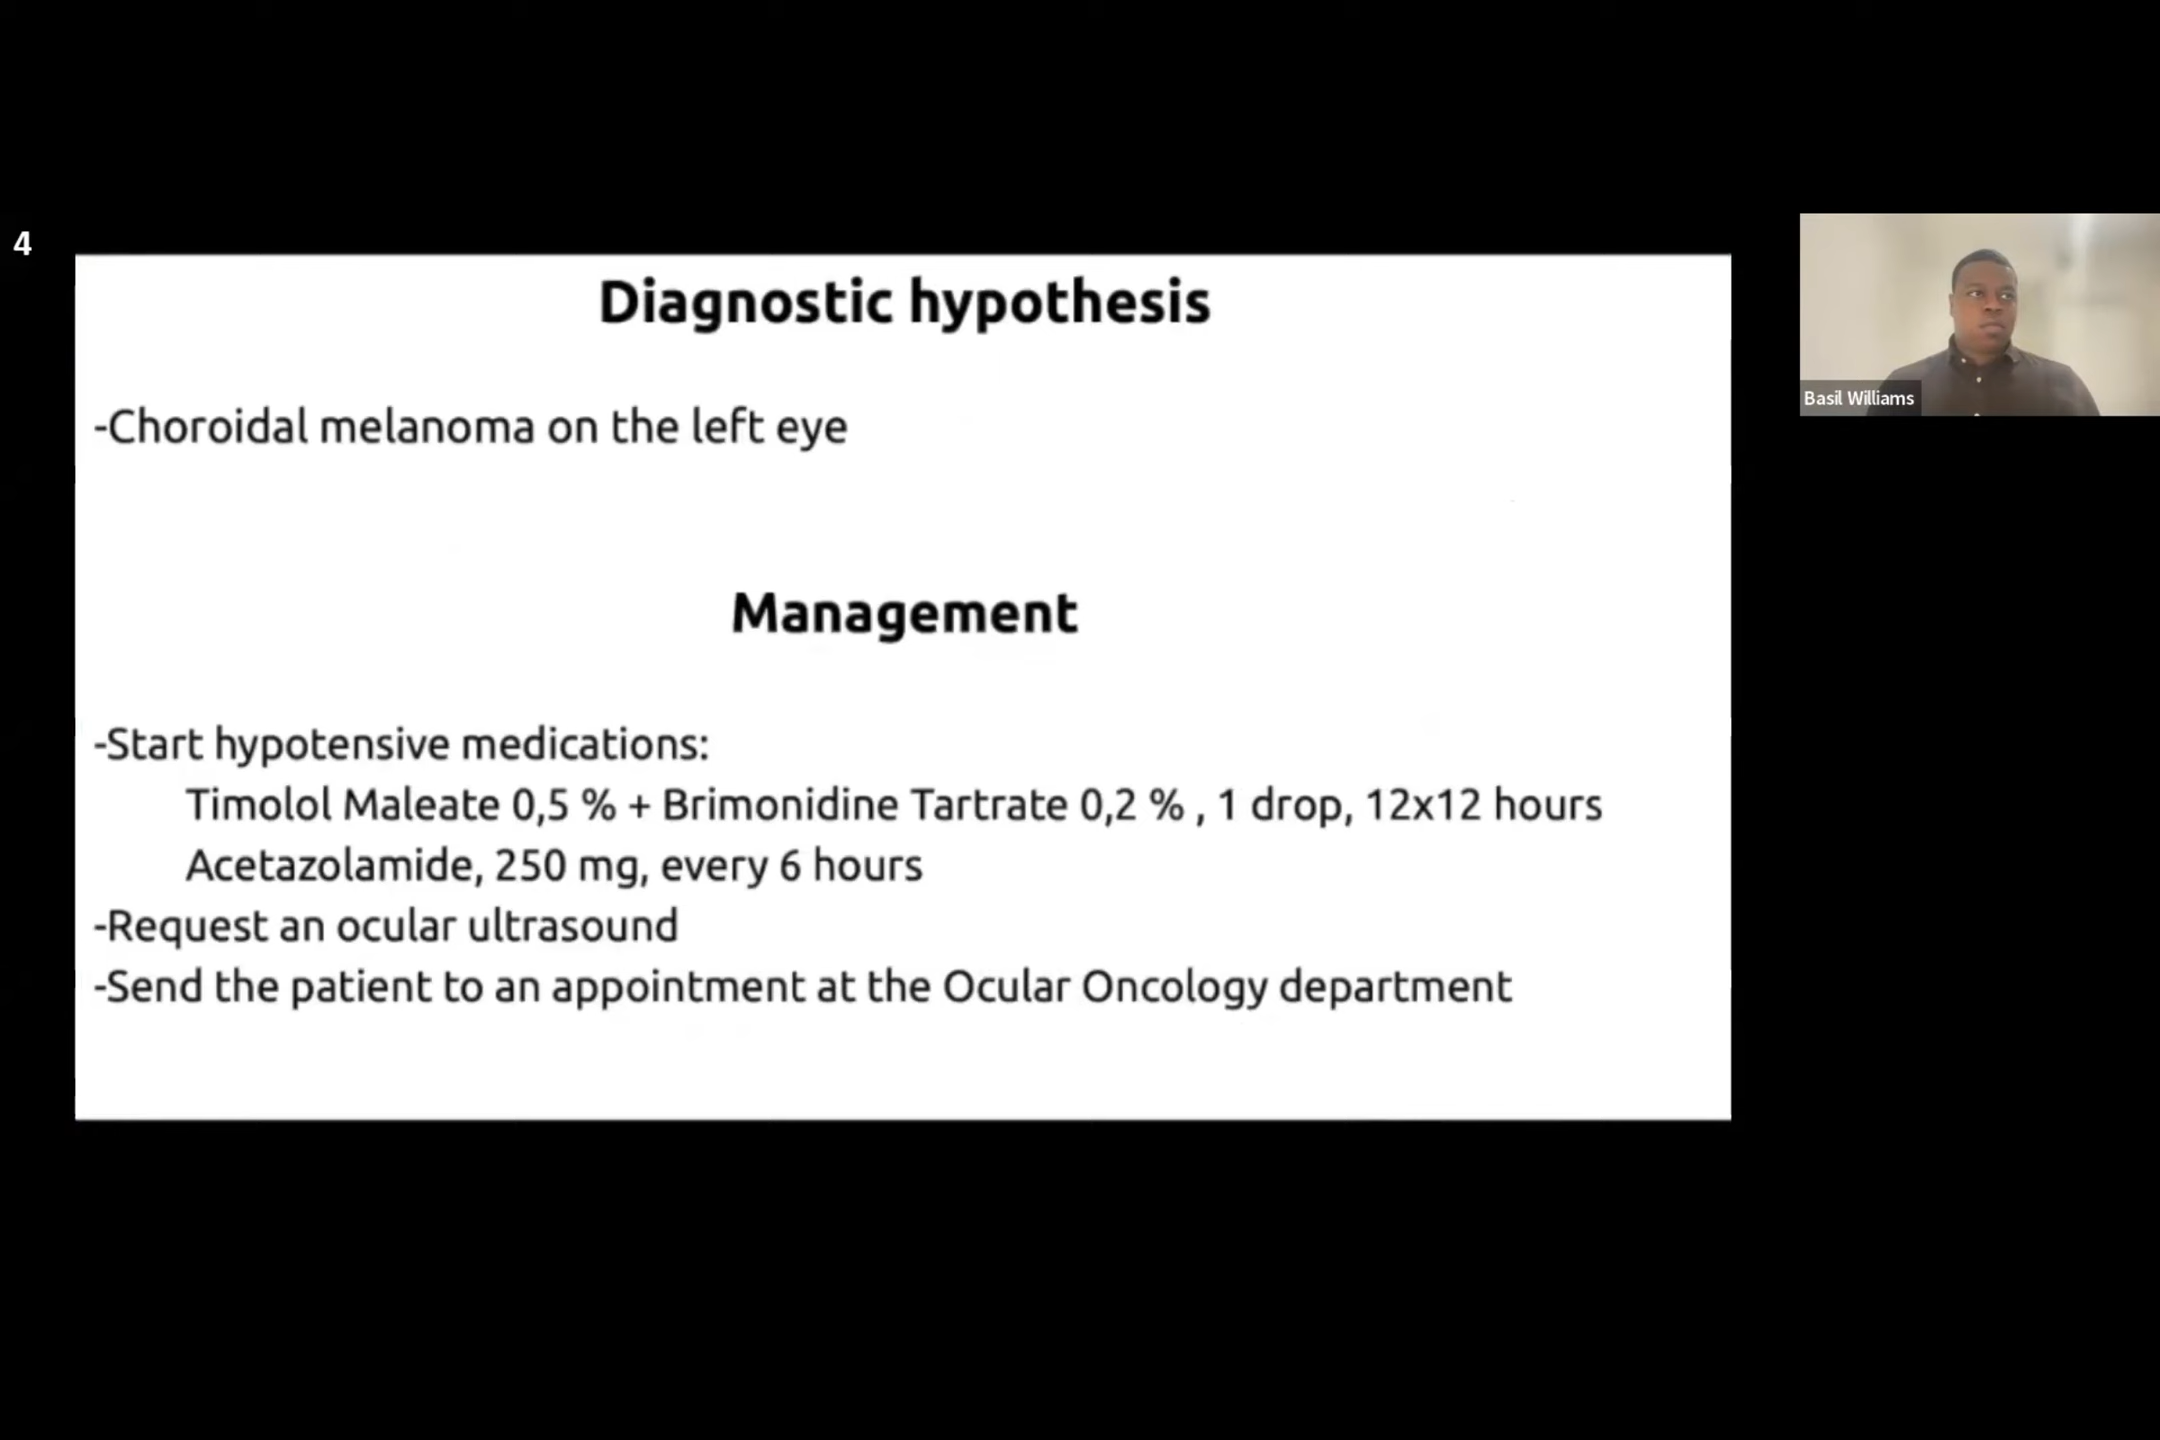 4
Diagnostic hypothesis
-Choroidal melanoma on the left eye
Management
-Start hypotensive medications:
Timolol Maleate 0,5 % + Brimonidine Tartrate 0,2 % , 1 drop, 12x12 hours
Acetazolamide, 250 mg, every 6 hours
-Request an ocular ultrasound
-Send the patient to an appointment at the Ocular Oncology department
Basil Williams